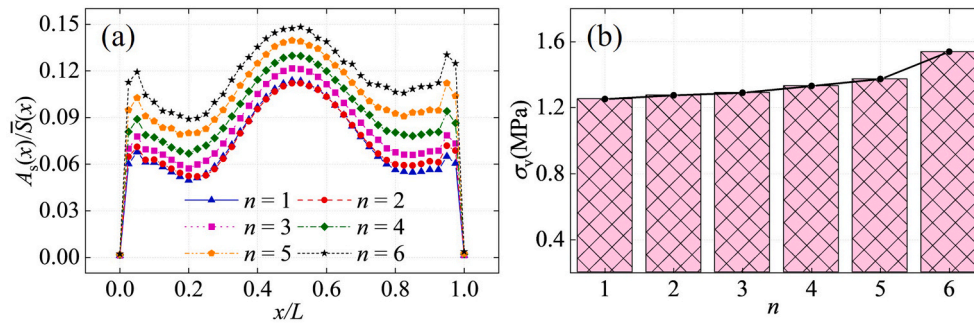 (a)
0.15
0.12
0.09
0.06
0.03
0.00
Aₛ(x)/S̅(x)
n = 1 n = 2
n = 3 n = 4
n = 5 n = 6
0.0 0.2 0.4 0.6 0.8 1.0
x/L
(b)
1.6
1.2
0.8
0.4
σᵥ(MPa)
1 2 3 4 5 6
n